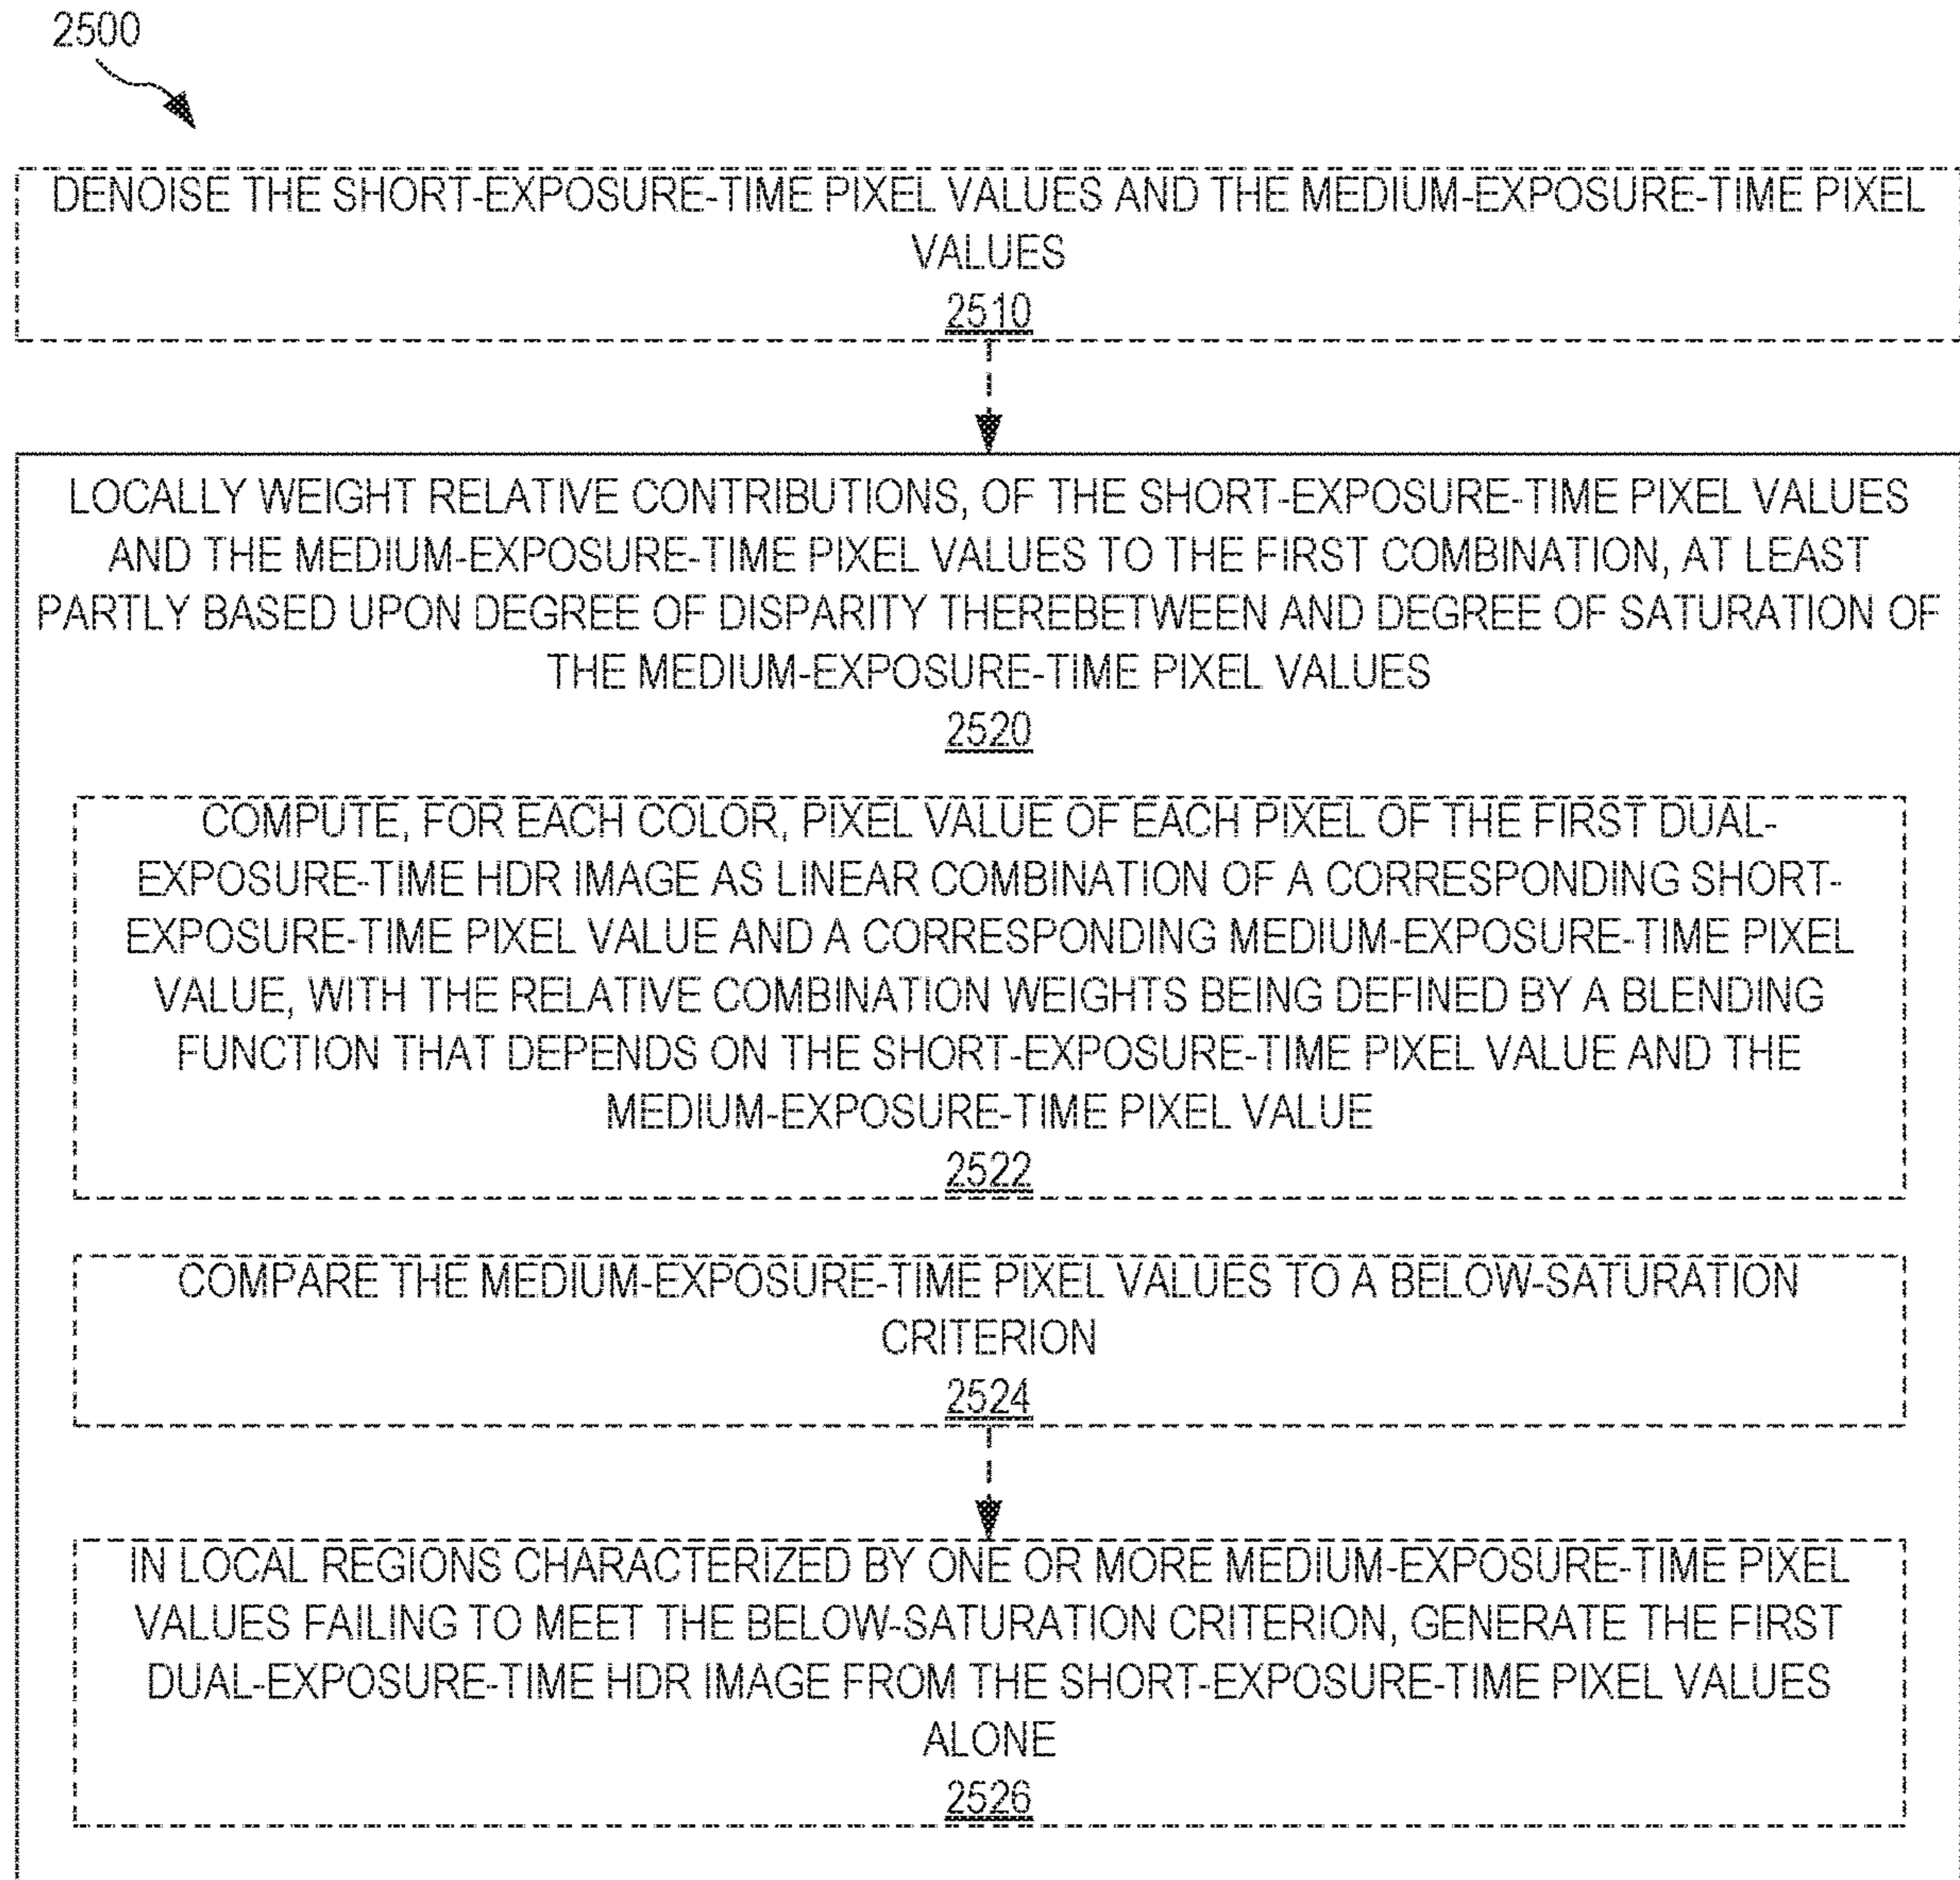 2500
DENOISE THE SHORT-EXPOSURE-TIME PIXEL VALUES AND THE MEDIUM-EXPOSURE-TIME PIXEL
VALUES
2510
LOCALLY WEIGHT RELATIVE CONTRIBUTIONS, OF THE SHORT-EXPOSURE-TIME PIXEL VALUES
AND THE MEDIUM-EXPOSURE-TIME PIXEL VALUES TO THE FIRST COMBINATION, AT LEAST
PARTLY BASED UPON DEGREE OF DISPARITY THEREBETWEEN AND DEGREE OF SATURATION OF
THE MEDIUM-EXPOSURE-TIME PIXEL VALUES
2520
COMPUTE, FOR EACH COLOR, PIXEL VALUE OF EACH PIXEL OF THE FIRST DUAL-
EXPOSURE-TIME HDR IMAGE AS LINEAR COMBINATION OF A CORRESPONDING SHORT-
EXPOSURE-TIME PIXEL VALUE AND A CORRESPONDING MEDIUM-EXPOSURE-TIME PIXEL
VALUE, WITH THE RELATIVE COMBINATION WEIGHTS BEING DEFINED BY A BLENDING
FUNCTION THAT DEPENDS ON THE SHORT-EXPOSURE-TIME PIXEL VALUE AND THE
MEDIUM-EXPOSURE-TIME PIXEL VALUE
2522
COMPARE THE MEDIUM-EXPOSURE-TIME PIXEL VALUES TO A BELOW-SATURATION
CRITERION
2524
IN LOCAL REGIONS CHARACTERIZED BY ONE OR MORE MEDIUM-EXPOSURE-TIME PIXEL
VALUES FAILING TO MEET THE BELOW-SATURATION CRITERION, GENERATE THE FIRST
DUAL-EXPOSURE-TIME HDR IMAGE FROM THE SHORT-EXPOSURE-TIME PIXEL VALUES
ALONE
2526